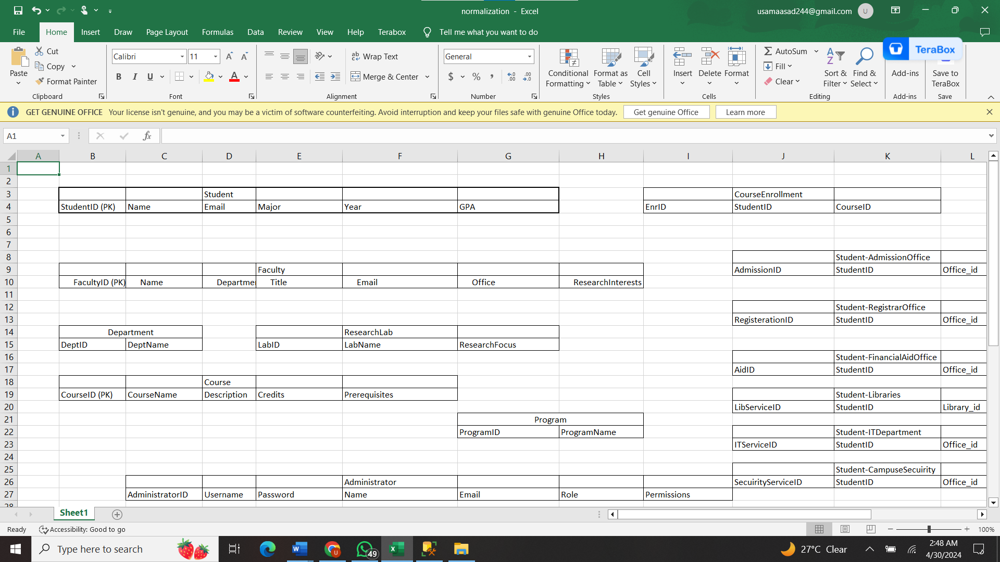 normalization - Excel
usamaasad244@gmail.com
U
File Home Insert Draw Page Layout Formulas Data Review View Help Terabox Tell me what you want to do
TeraBox
Paste
Cut
Copy
Format Painter
Clipboard
Calibri 11
B I U
Font
Wrap Text
Merge & Center
Alignment
General
$ % ,
Number
Conditional Formatting
Format as Table
Cell Styles
Styles
Insert Delete Format
Cells
AutoSum
Fill
Clear
Sort & Filter
Find & Select
Editing
Add-ins
Add-ins
Save to TeraBox
Save
GET GENUINE OFFICE Your license isn't genuine, and you may be a victim of software counterfeiting. Avoid interruption and keep your files safe with genuine Office today. Get genuine Office Learn more
A1 fx
A B C D E F G H I J K L
1
2
3 Student CourseEnrollment
4 StudentID (PK) Name Email Major Year GPA EnrID StudentID CourseID
5
6
7
8 Student-AdmissionOffice
9 Faculty AdmissionID StudentID Office_id
10 FacultyID (PK) Name Departme Title Email Office ResearchInterests
11
12 Student-RegistrarOffice
13 RegisterationID StudentID Office_id
14 Department ResearchLab
15 DeptID DeptName LabID LabName ResearchFocus
16 Student-FinancialAidOffice
17 AidID StudentID Office_id
18 Course
19 CourseID (PK) CourseName Description Credits Prerequisites Student-Libraries
20 LibServiceID StudentID Library_id
21 Program
22 ProgramID ProgramName Student-ITDepartment
23 ITServiceID StudentID Office_id
24
25 Student-CampuseSecuirity
26 Administrator SecuirityServiceID StudentID Office_id
27 AdministratorID Username Password Name Email Role Permissions
28
Sheet1
Ready Accessibility: Good to go 100%
Type here to search
49
27°C Clear
2:48 AM
4/30/2024